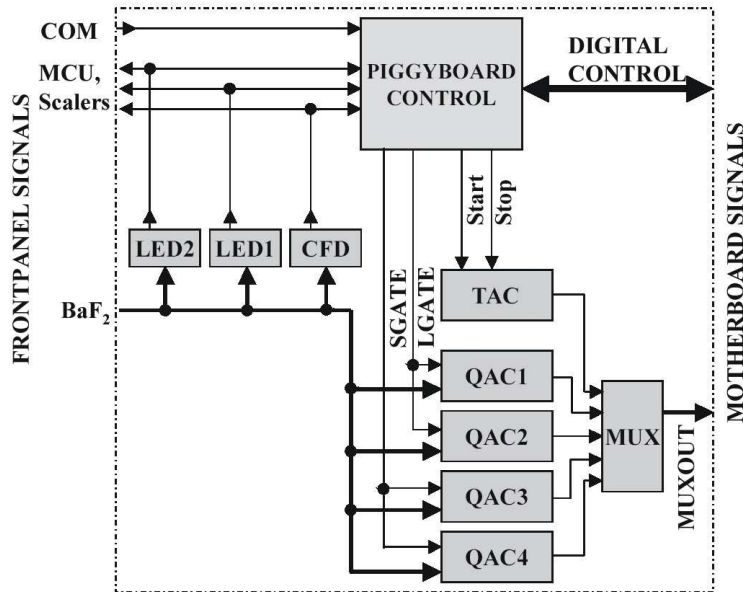 COM
MCU,
Scalers
PIGGYBOARD
CONTROL
DIGITAL
CONTROL
FRONTPANEL SIGNALS
MOTHERBOARD SIGNALS
Start
Stop
LED2
LED1
CFD
BaF₂
SGATE
LGATE
TAC
QAC1
QAC2
QAC3
QAC4
MUX
MUXOUT